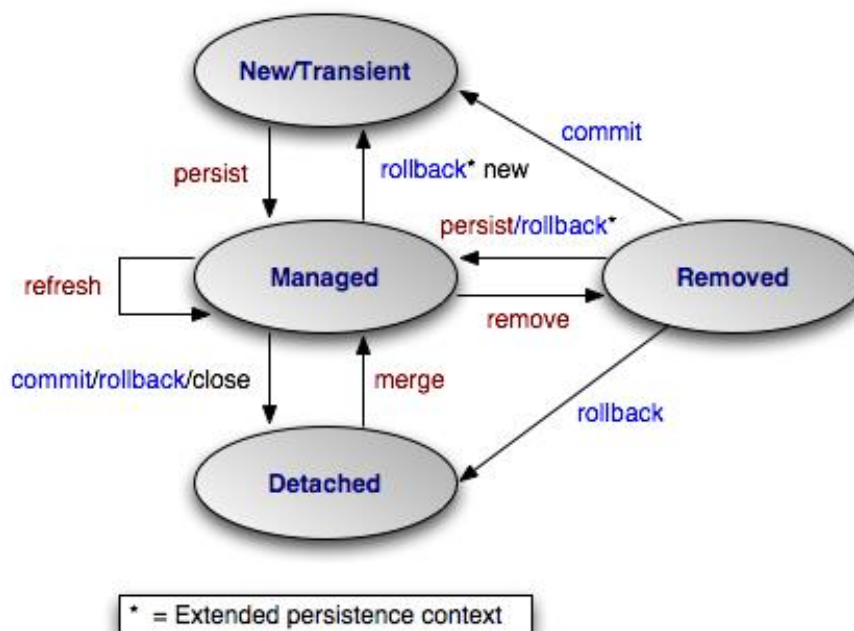 New/Transient
commit
persist
rollback* new
persist/rollback*
Managed
Removed
refresh
remove
commit/rollback/close
merge
rollback
Detached
* = Extended persistence context